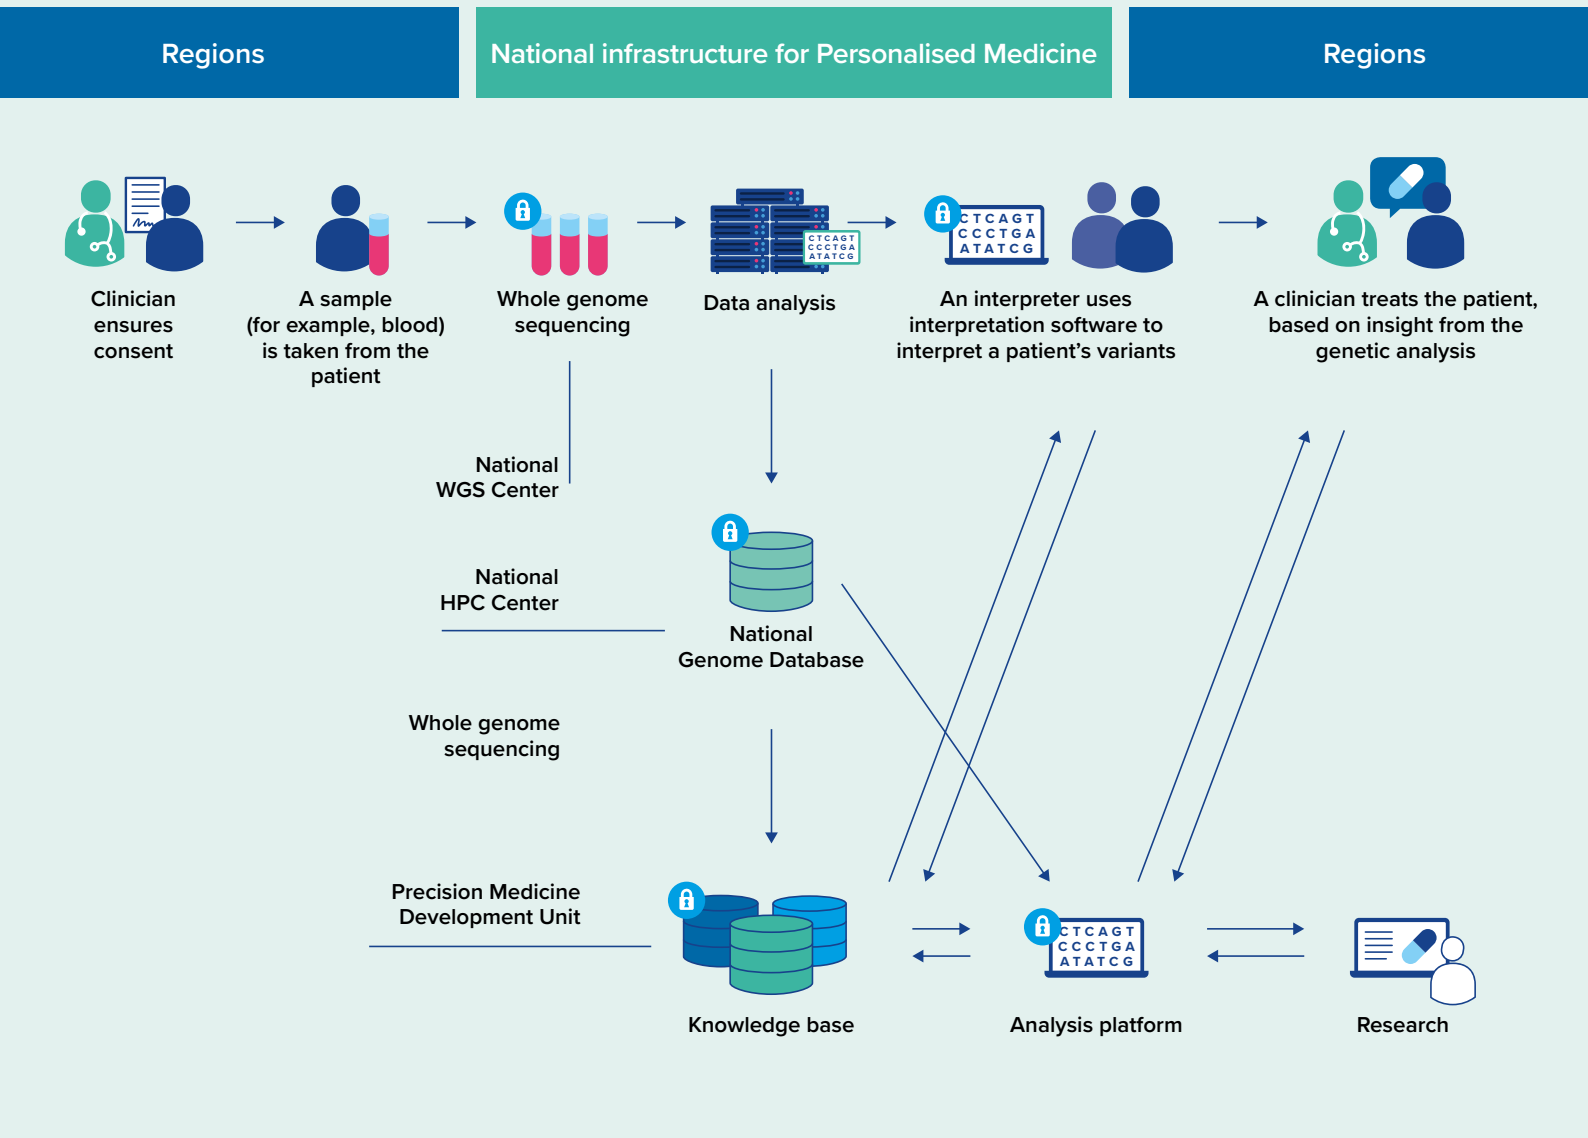 Regions
National infrastructure for Personalised Medicine
Regions
CTCAGT
CCCTGA
ATATCG
CTCAGT
CCCTGA
ATATCG
Clinician
ensures
consent
A sample
(for example, blood)
is taken from the
patient
Whole genome
sequencing
Data analysis
An interpreter uses
interpretation software to
interpret a patient’s variants
A clinician treats the patient,
based on insight from the
genetic analysis
National
WGS Center
National
HPC Center
National
Genome Database
Whole genome
sequencing
Precision Medicine
Development Unit
CTCAGT
CCCTGA
ATATCG
Knowledge base
Analysis platform
Research